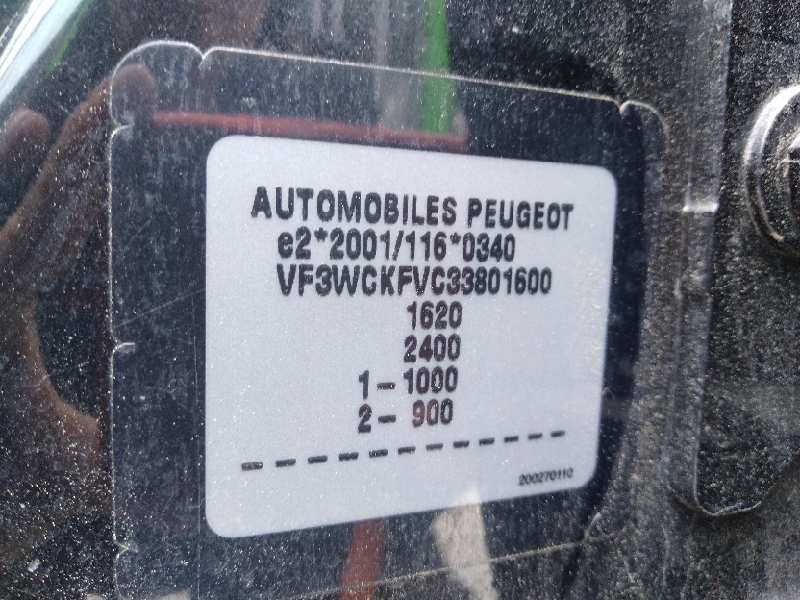 AUTOMOBILES PEUGEOT
e2*2001/116*0340
VF3WCKFVC33801600
1620
2400
1-1000
2-900
------------
200270110